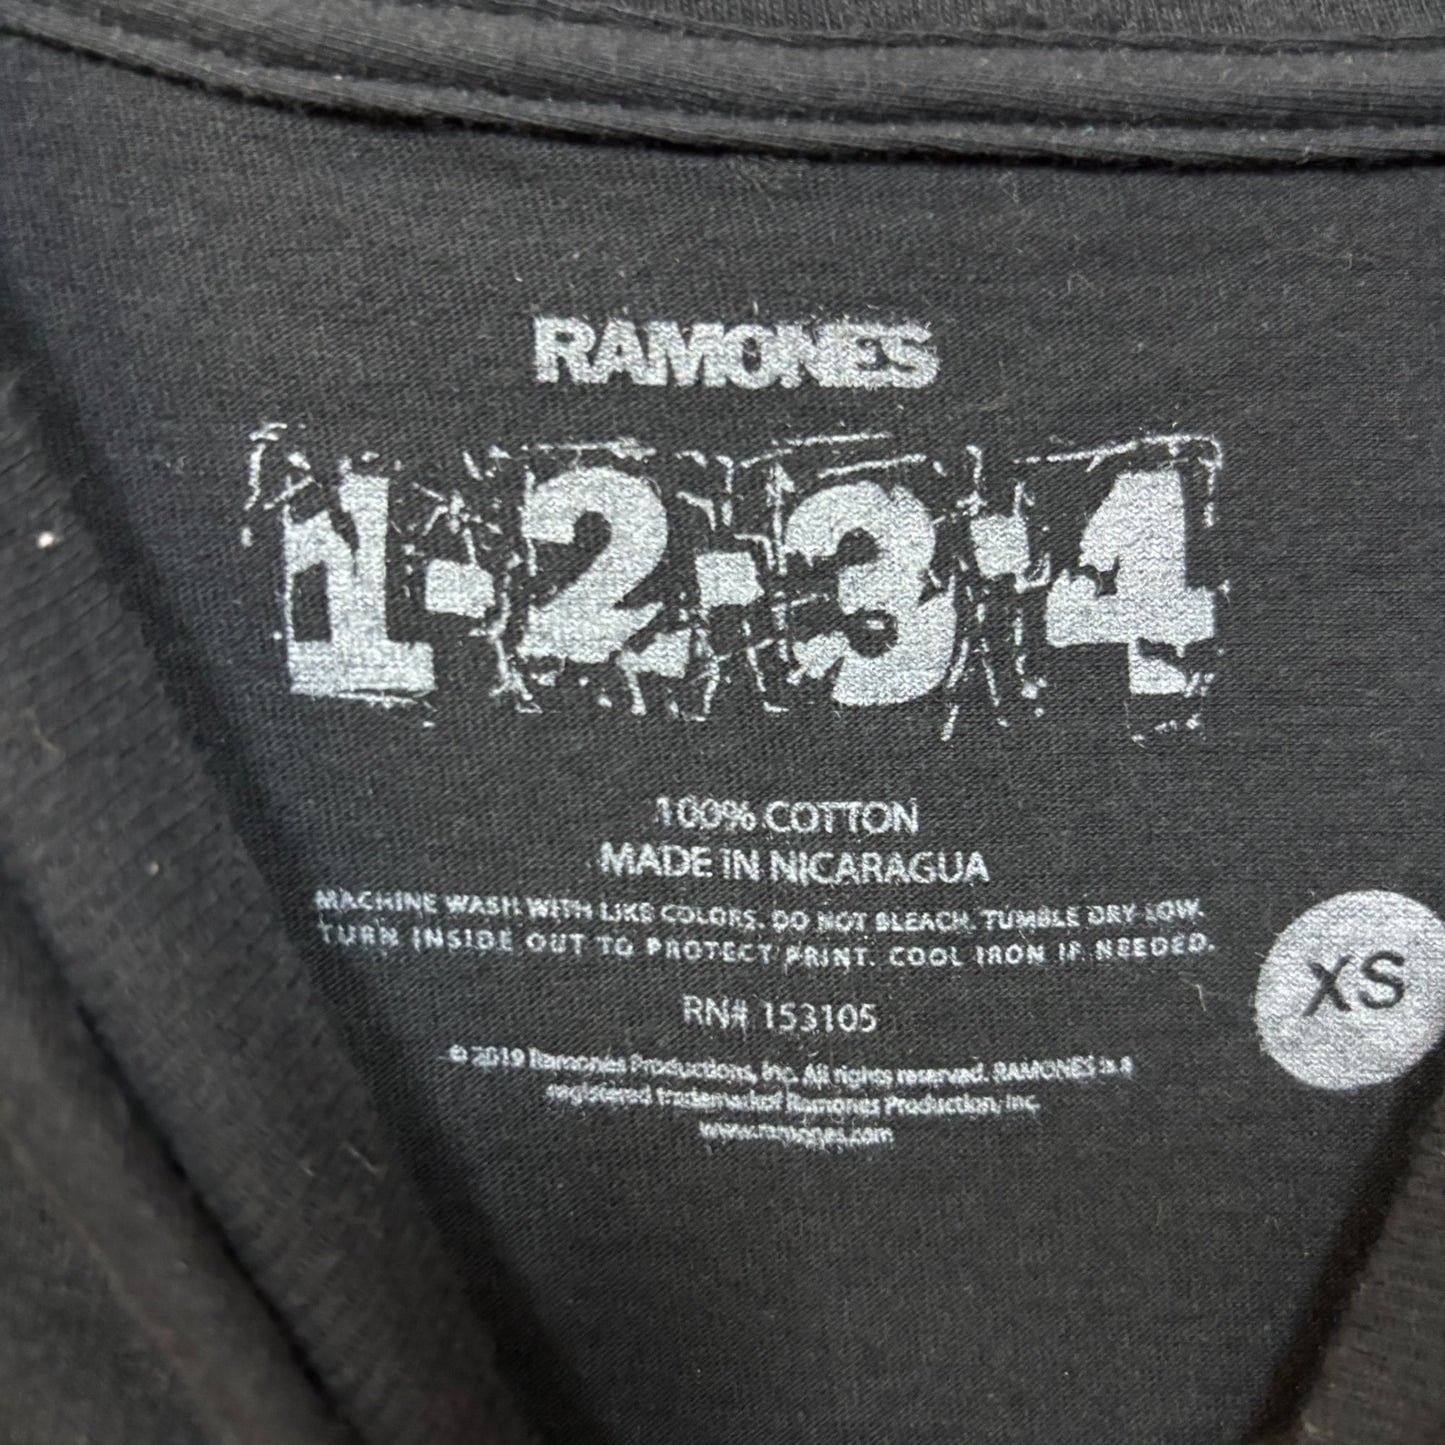 RAMONES
1-2-3-4
100% COTTON
MADE IN NICARAGUA
MACHINE WASH WITH LIKE COLORS. DO NOT BLEACH. TUMBLE DRY LOW.
TURN INSIDE OUT TO PROTECT PRINT. COOL IRON IF NEEDED.
XS
RN# 153105
© 2019 Ramones Productions, Inc. All rights reserved. RAMONES is a
registered trademark of Ramones Production, Inc.
www.ramones.com